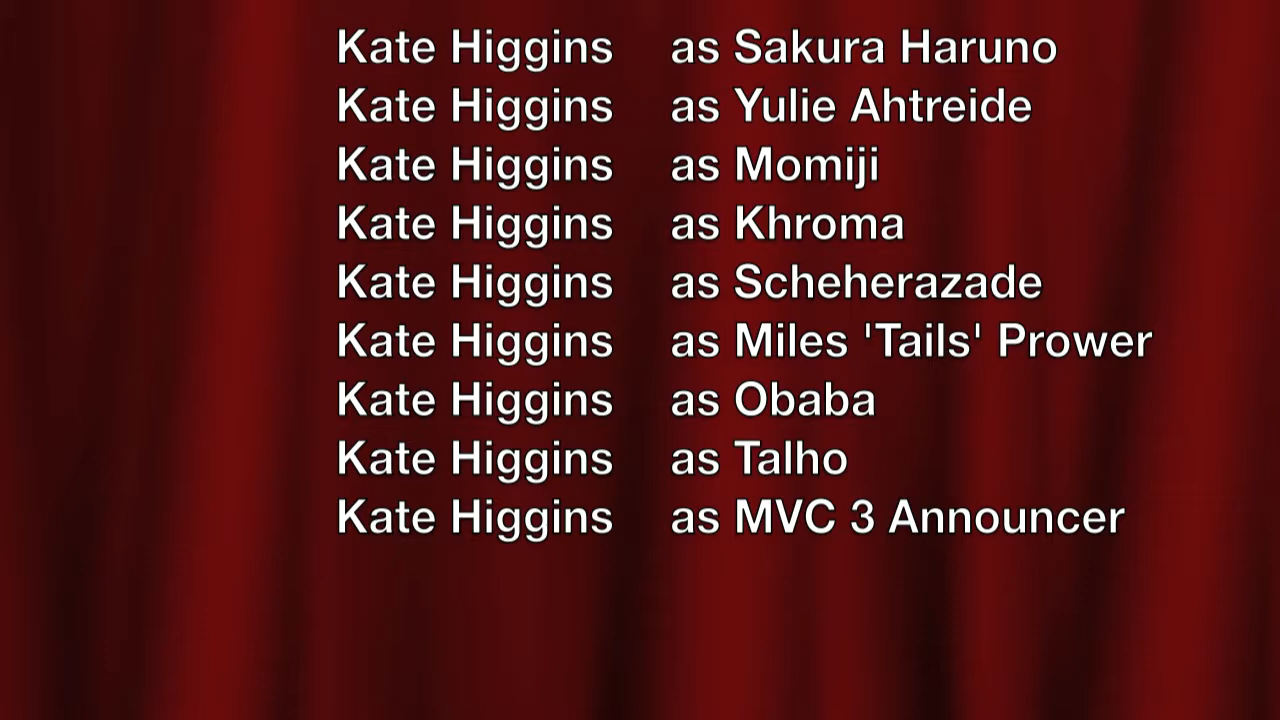 Kate Higgins as Sakura Haruno
Kate Higgins as Yulie Ahtreide
Kate Higgins as Momiji
Kate Higgins as Khroma
Kate Higgins as Scheherazade
Kate Higgins as Miles 'Tails' Prower
Kate Higgins as Obaba
Kate Higgins as Talho
Kate Higgins as MVC 3 Announcer